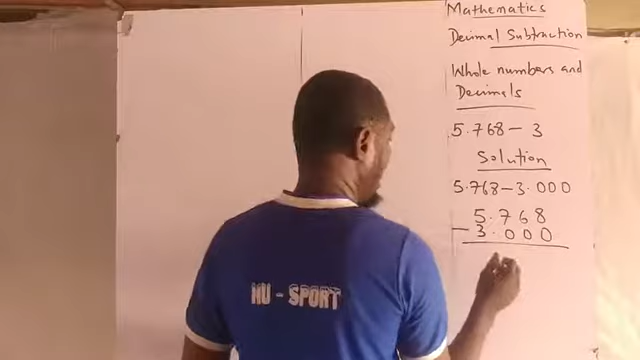 Mathematics
Decimal Subtraction
Whole numbers and
Decimals
5.768 - 3
Solution
5.768 - 3.000
5.768
- 3.000
NU - SPORT